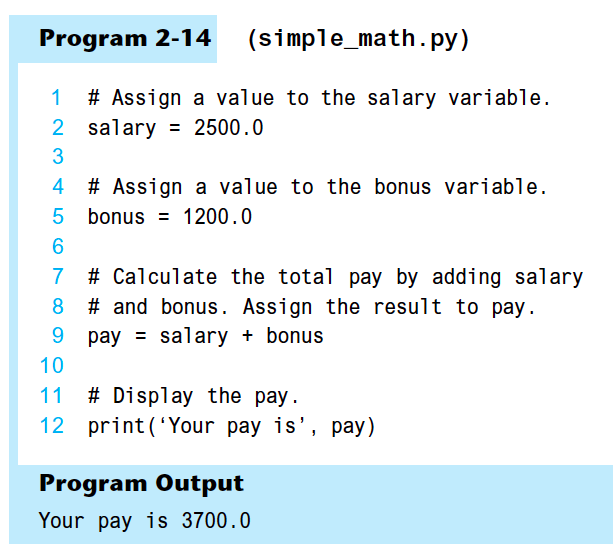 Program 2-14 (simple_math.py)
1 # Assign a value to the salary variable.
2 salary = 2500.0
3
4 # Assign a value to the bonus variable.
5 bonus = 1200.0
6
7 # Calculate the total pay by adding salary
8 # and bonus. Assign the result to pay.
9 pay = salary + bonus
10
11 # Display the pay.
12 print(‘Your pay is’, pay)
Program Output
Your pay is 3700.0